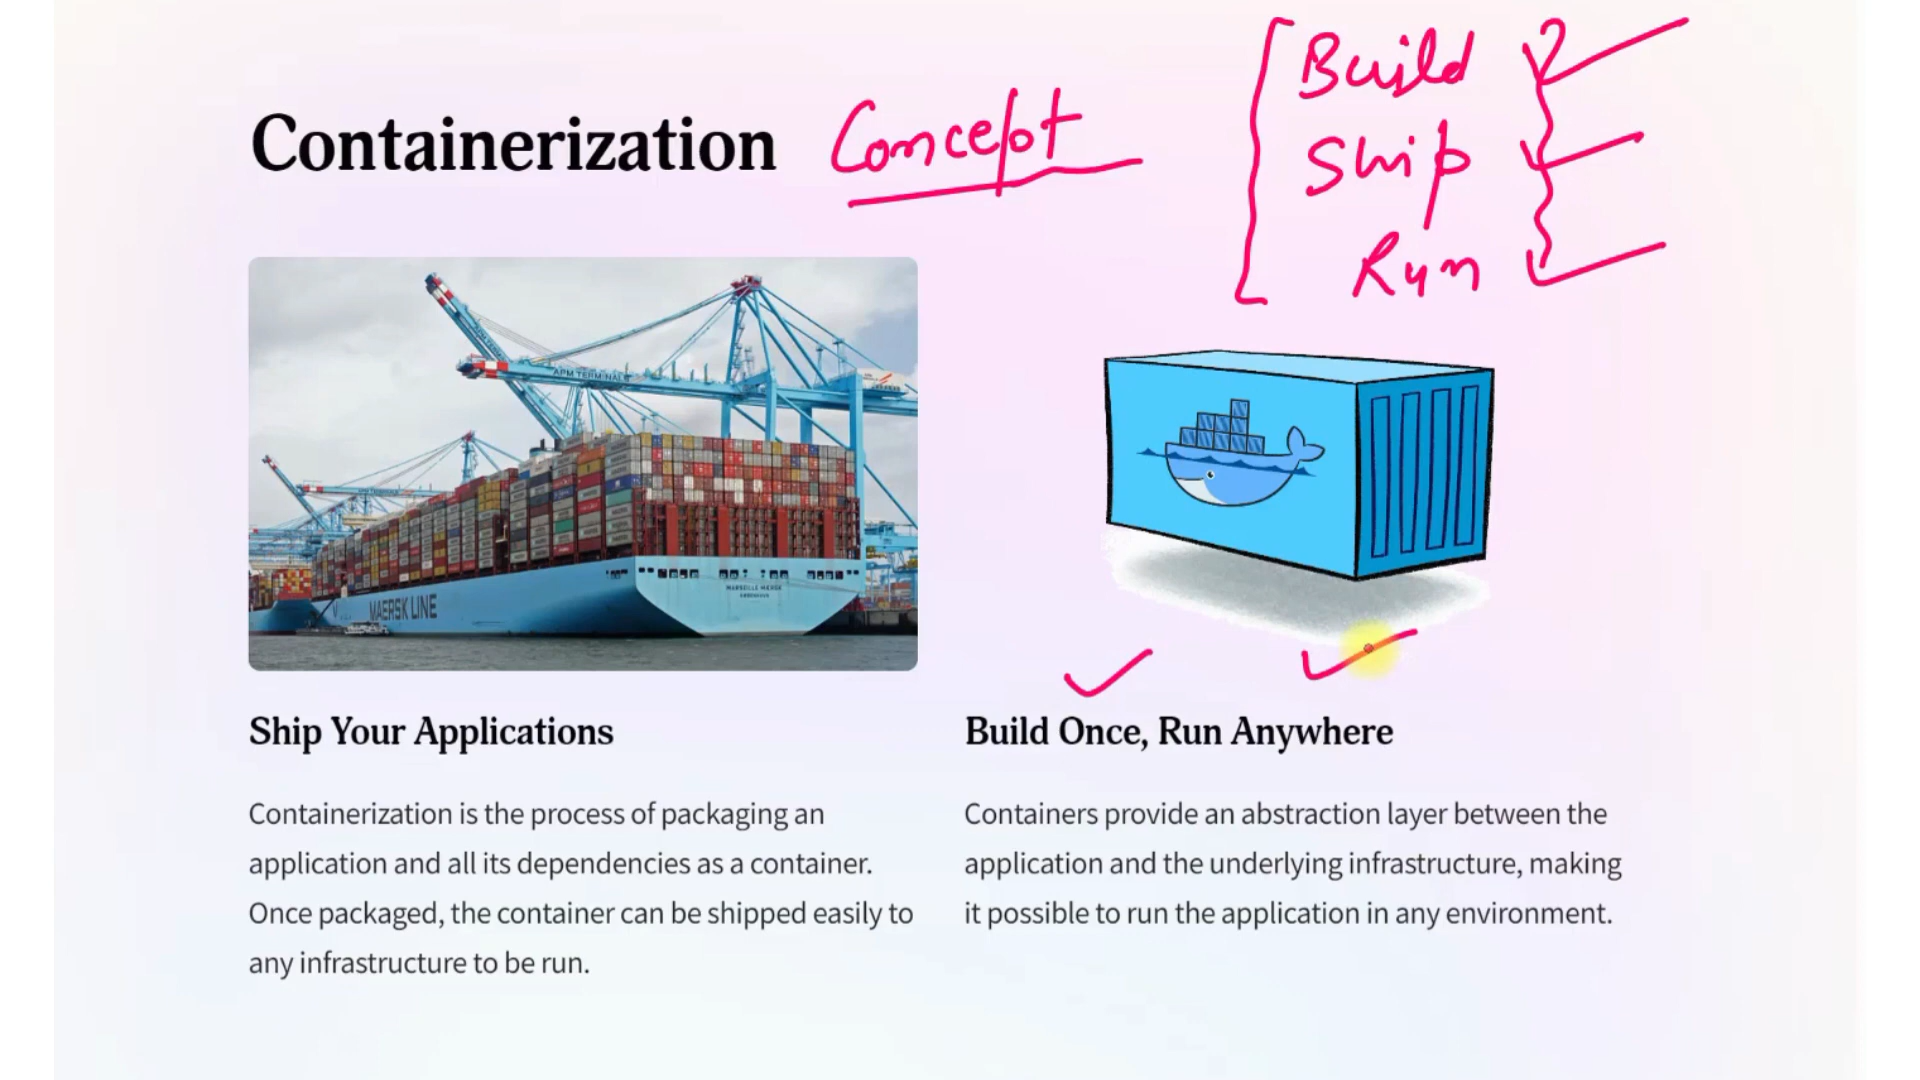 Containerization
Concept
Build
Ship
Run
APM TERMINALS
MAERSK LINE
Ship Your Applications
Containerization is the process of packaging an
application and all its dependencies as a container.
Once packaged, the container can be shipped easily to
any infrastructure to be run.
Build Once, Run Anywhere
Containers provide an abstraction layer between the
application and the underlying infrastructure, making
it possible to run the application in any environment.